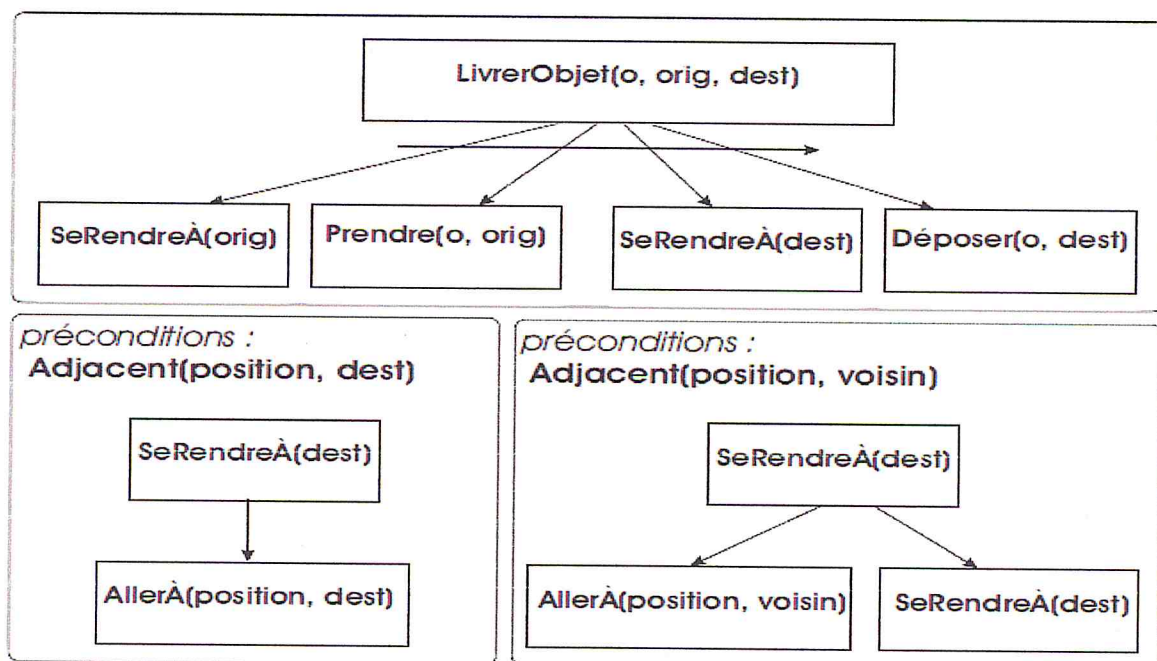 LivrerObjet(o, orig, dest)
SeRendreÀ(orig)
Prendre(o, orig)
SeRendreÀ(dest)
Déposer(o, dest)
préconditions :
Adjacent(position, dest)
SeRendreÀ(dest)
AllerÀ(position, dest)
préconditions :
Adjacent(position, voisin)
SeRendreÀ(dest)
AllerÀ(position, voisin)
SeRendreÀ(dest)